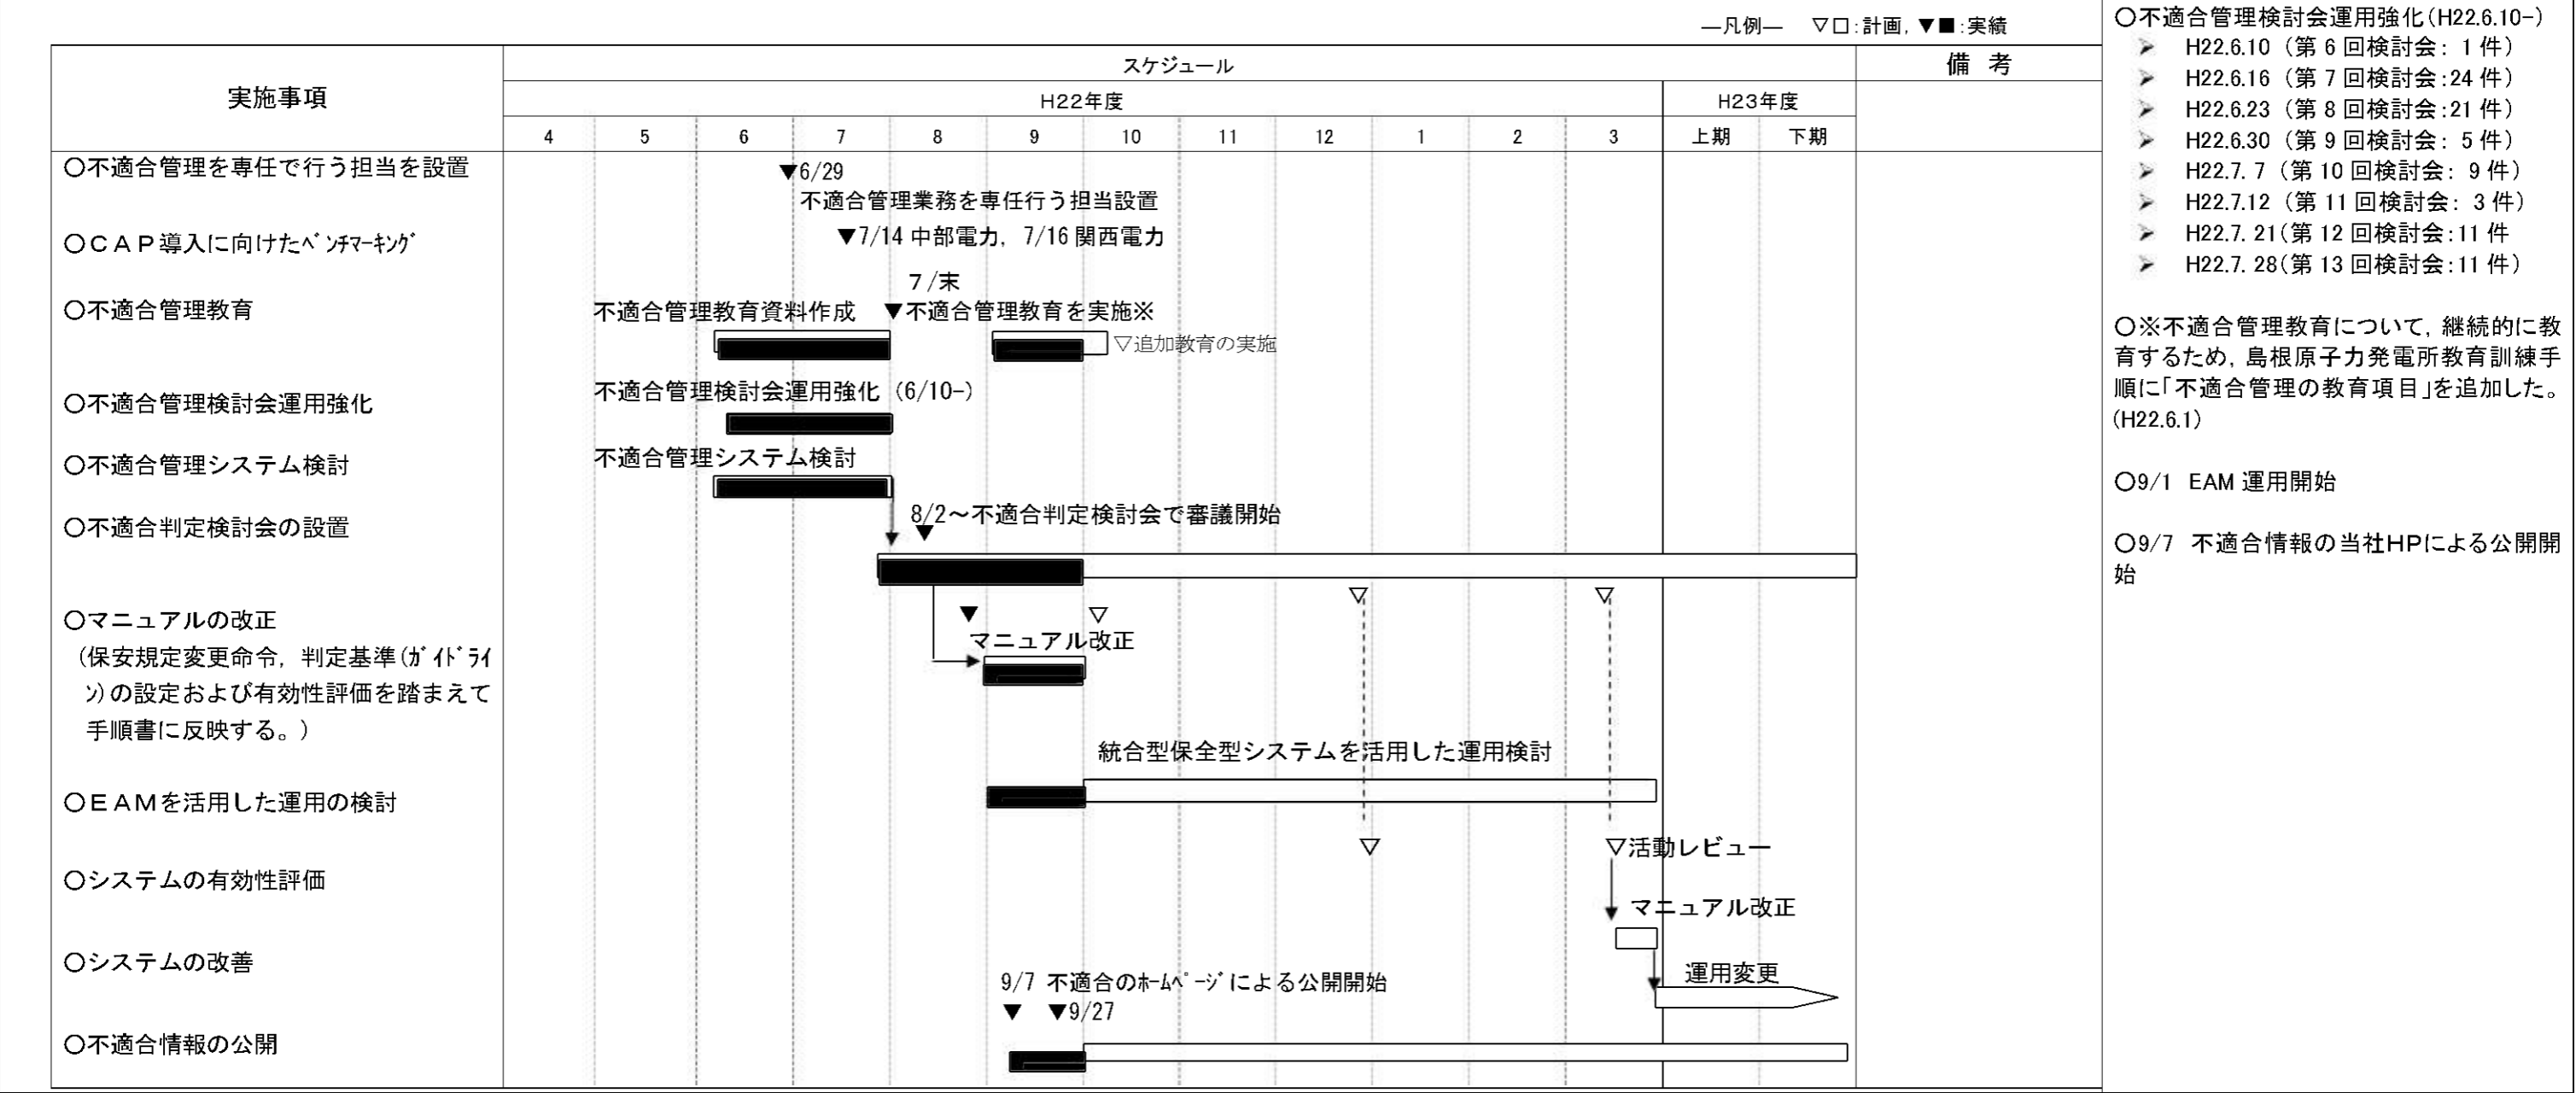 ―凡例―　▽□:計画, ▼■:実績
実施事項
スケジュール
備 考
H22年度
H23年度
4 5 6 7 8 9 10 11 12 1 2 3 上期 下期
○不適合管理を専任で行う担当を設置
▼6/29
不適合管理業務を専任行う担当設置
○ＣＡＰ導入に向けたﾍﾞﾝﾁﾏｰｷﾝｸﾞ
▼7/14 中部電力, 7/16 関西電力
７/末
○不適合管理教育
不適合管理教育資料作成
▼不適合管理教育を実施※
▽追加教育の実施
○不適合管理検討会運用強化
不適合管理検討会運用強化 (6/10-)
○不適合管理システム検討
不適合管理システム検討
○不適合判定検討会の設置
8/2～不適合判定検討会で審議開始
▼
▽ ▽
○マニュアルの改正
▼ ▽
マニュアル改正
(保安規定変更命令, 判定基準(ｶﾞｲﾄﾞﾗｲ
ﾝ)の設定および有効性評価を踏まえて
手順書に反映する。)
統合型保全型システムを活用した運用検討
○ＥＡＭを活用した運用の検討
▽ ▽活動レビュー
○システムの有効性評価
マニュアル改正
○システムの改善
運用変更
9/7 不適合のﾎｰﾑﾍﾟｰｼﾞによる公開開始
▼ ▼9/27
○不適合情報の公開
○不適合管理検討会運用強化(H22.6.10-)
➢ H22.6.10 (第 6 回検討会: 1 件)
➢ H22.6.16 (第 7 回検討会:24 件)
➢ H22.6.23 (第 8 回検討会:21 件)
➢ H22.6.30 (第 9 回検討会: 5 件)
➢ H22.7. 7 (第 10 回検討会: 9 件)
➢ H22.7.12 (第 11 回検討会: 3 件)
➢ H22.7. 21(第 12 回検討会:11 件
➢ H22.7. 28(第 13 回検討会:11 件)
○※不適合管理教育について, 継続的に教
育するため, 島根原子力発電所教育訓練手
順に「不適合管理の教育項目」を追加した。
(H22.6.1)
○9/1 EAM 運用開始
○9/7 不適合情報の当社ＨＰによる公開開
始